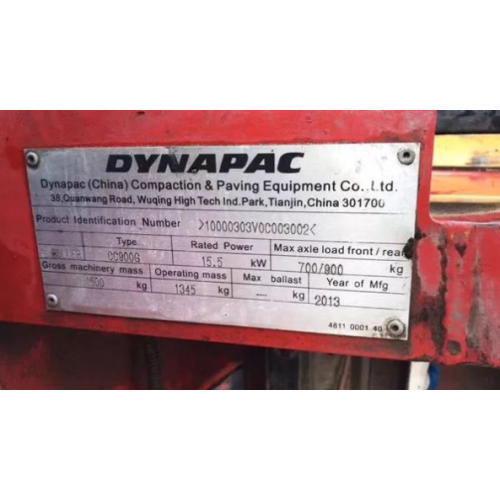 DYNAPAC
Dynapac (China) Compaction & Paving Equipment Co.,Ltd.
38,Quanwang Road, Wuqing High Tech Ind.Park,Tianjin,China 301700
Product Identification Number >10000303V0C003002<
Type Rated Power Max axle load front / rear
CC900G 15.5 kW 700/900 kg
Gross machinery mass Operating mass Max ballast Year of Mfg
kg 1345 kg — kg 2013
4811 0001 40